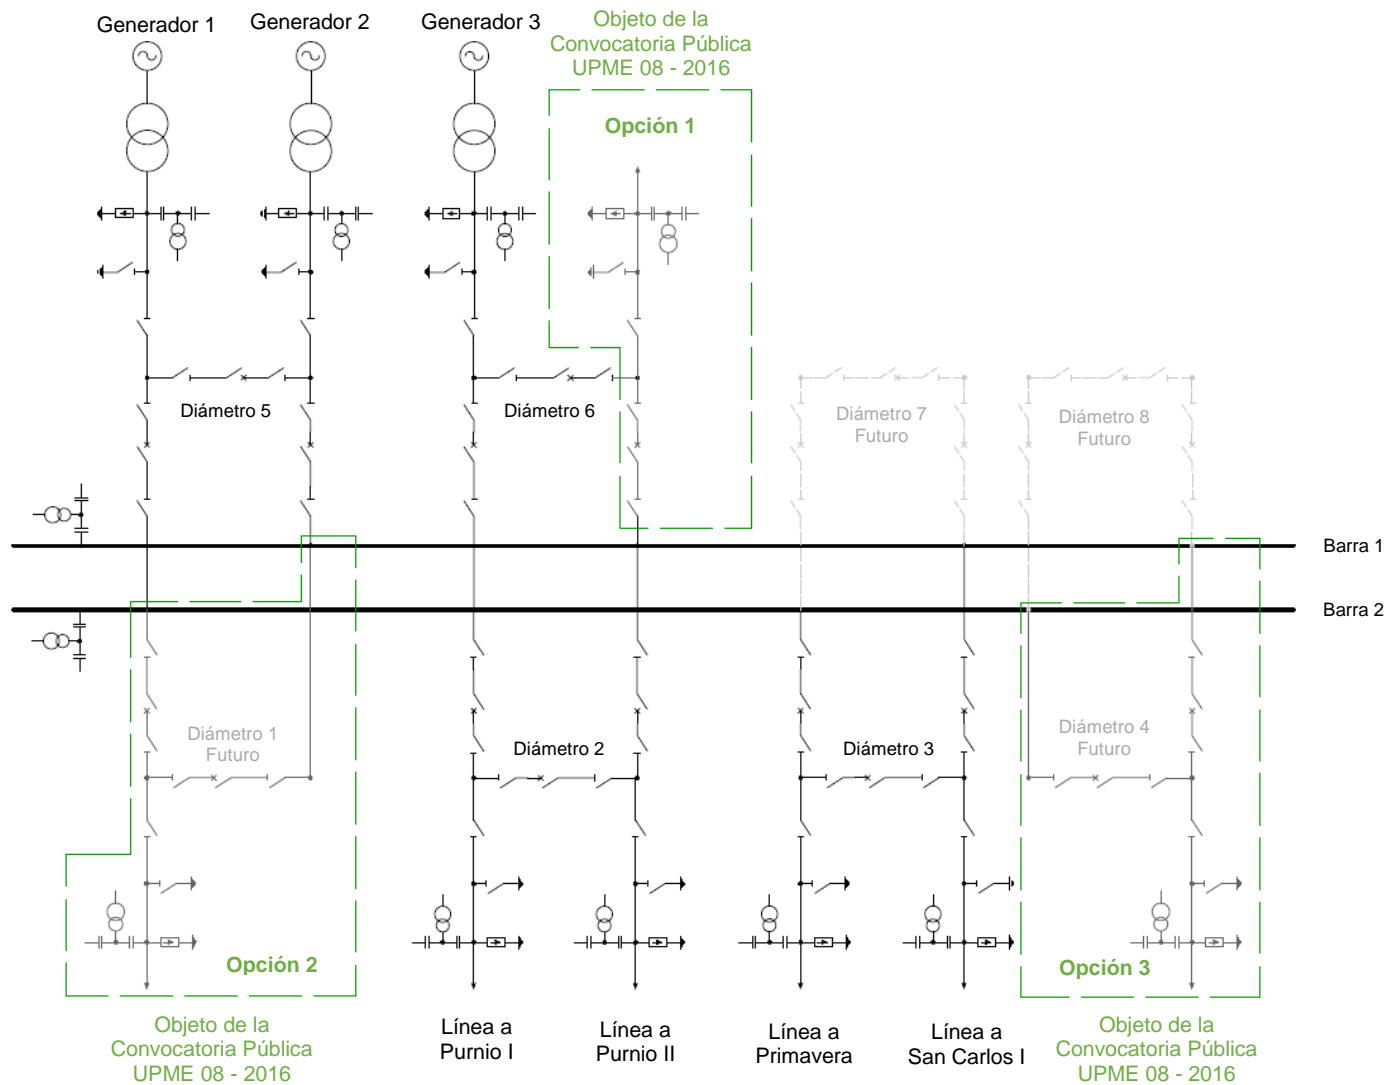 Generador 1
Generador 2
Generador 3
Objeto de la
Convocatoria Pública
UPME 08 - 2016
Opción 1
Diámetro 5
Diámetro 6
Diámetro 7
Futuro
Diámetro 8
Futuro
Barra 1
Barra 2
Diámetro 1
Futuro
Diámetro 2
Diámetro 3
Diámetro 4
Futuro
Opción 2
Opción 3
Objeto de la
Convocatoria Pública
UPME 08 - 2016
Línea a
Purnio I
Línea a
Purnio II
Línea a
Primavera
Línea a
San Carlos I
Objeto de la
Convocatoria Pública
UPME 08 - 2016